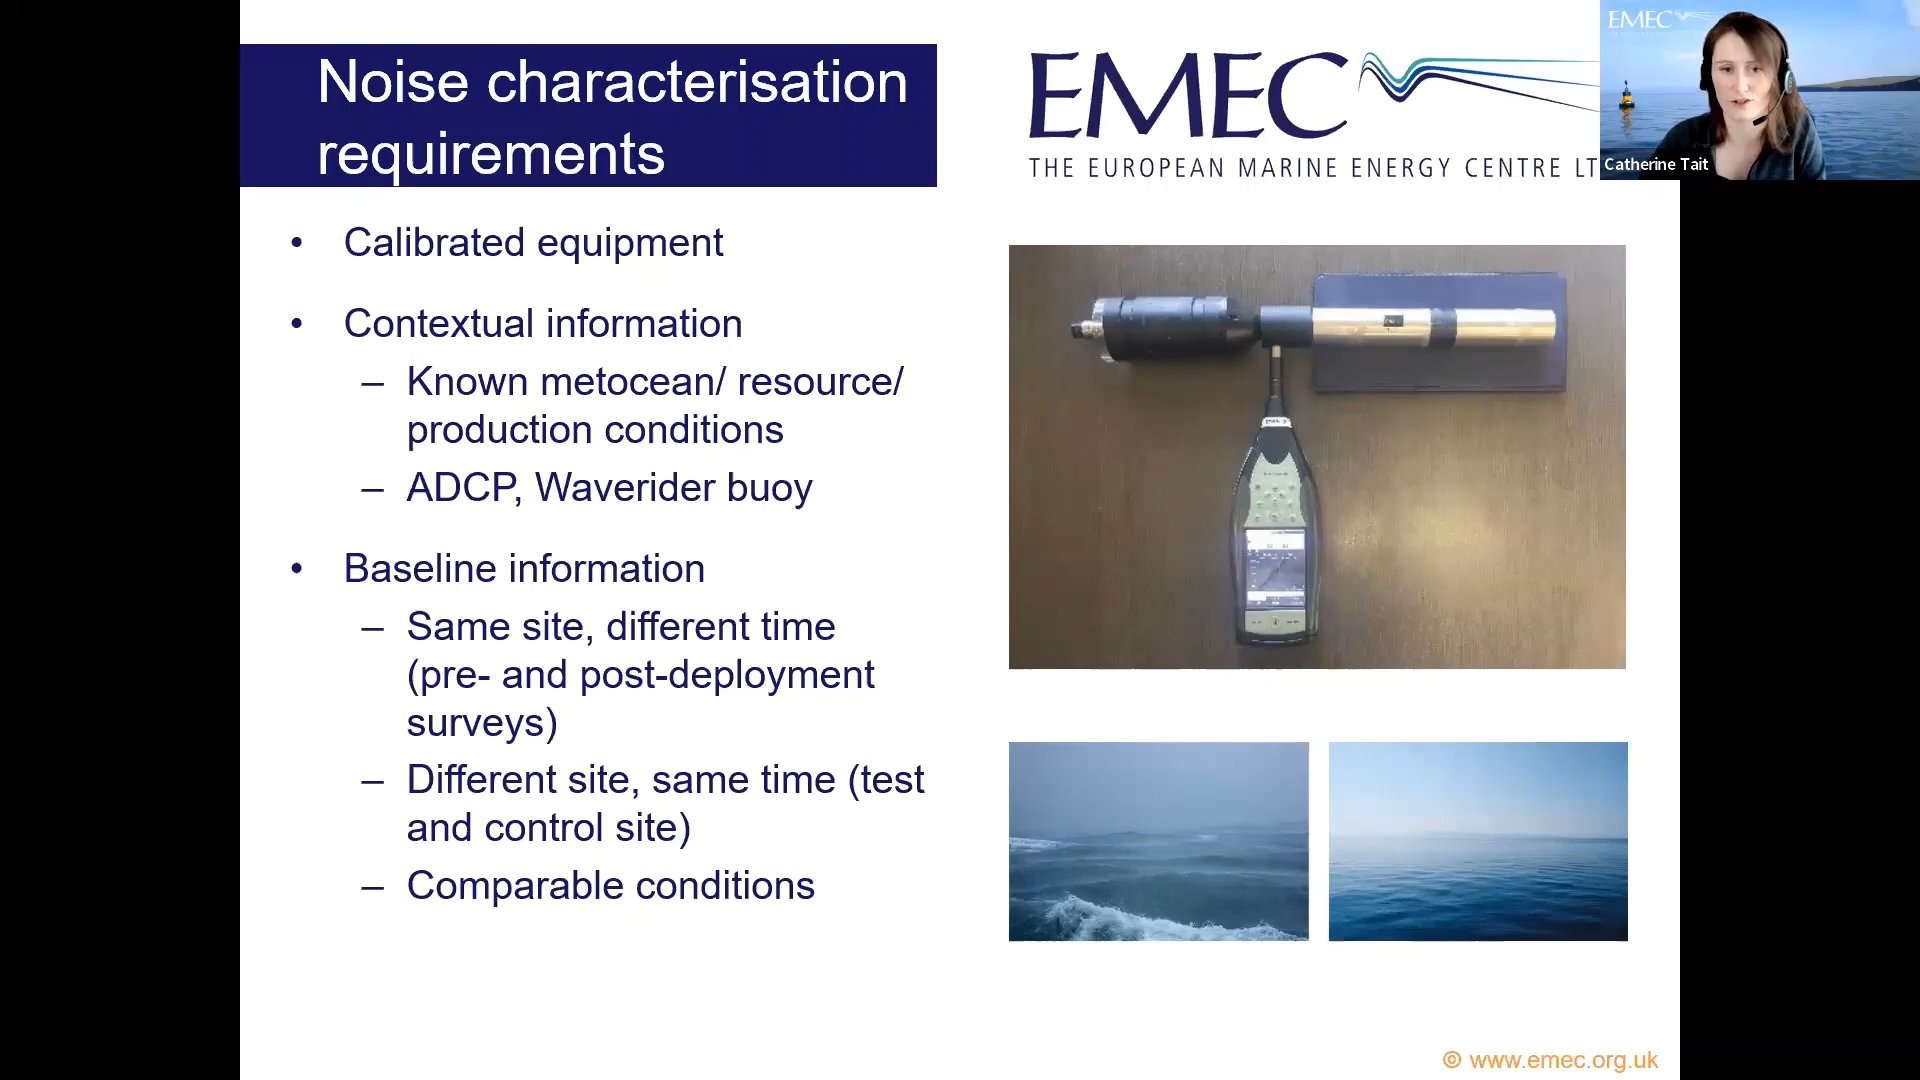 Noise characterisation
requirements
EMEC
THE EUROPEAN MARINE ENERGY CENTRE LT
EMEC
Catherine Tait
• Calibrated equipment
• Contextual information
– Known metocean/ resource/
production conditions
– ADCP, Waverider buoy
• Baseline information
– Same site, different time
(pre- and post-deployment
surveys)
– Different site, same time (test
and control site)
– Comparable conditions
© www.emec.org.uk